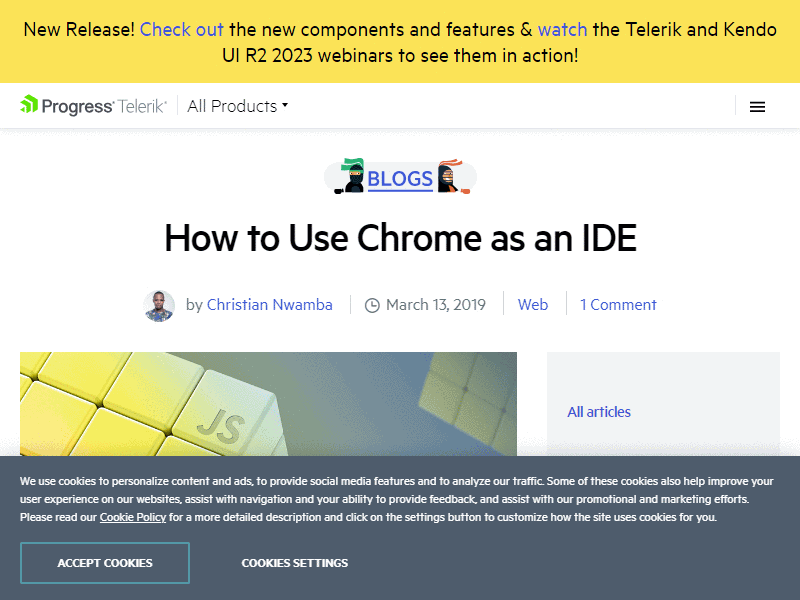 New Release! Check out the new components and features & watch the Telerik and Kendo
UI R2 2023 webinars to see them in action!
Progress Telerik All Products
BLOGS
How to Use Chrome as an IDE
by Christian Nwamba March 13, 2019 Web 1 Comment
JS
All articles
We use cookies to personalize content and ads, to provide social media features and to analyze our traffic. Some of these cookies also help improve your
user experience on our websites, assist with navigation and your ability to provide feedback, and assist with our promotional and marketing efforts.
Please read our Cookie Policy for a more detailed description and click on the settings button to customize how the site uses cookies for you.
ACCEPT COOKIES COOKIES SETTINGS